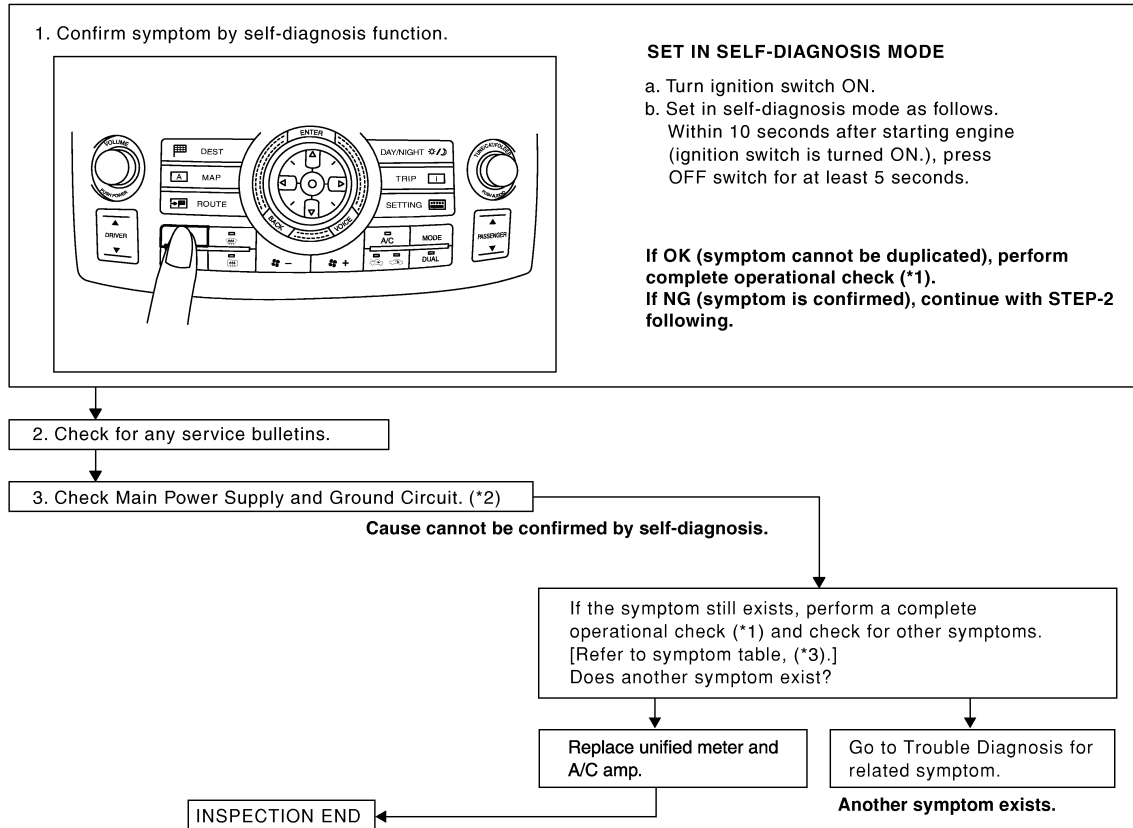 1. Confirm symptom by self-diagnosis function.
VOLUME
PUSH POWER
DEST
MAP
A
ROUTE
ENTER
BACK
VOICE
DAY/NIGHT
TRIP
i
SETTING
PUSH AUDIO
DRIVER
A/C
MODE
DUAL
PASSENGER
−
+
SET IN SELF-DIAGNOSIS MODE
a. Turn ignition switch ON.
b. Set in self-diagnosis mode as follows.
Within 10 seconds after starting engine
(ignition switch is turned ON.), press
OFF switch for at least 5 seconds.
If OK (symptom cannot be duplicated), perform
complete operational check (*1).
If NG (symptom is confirmed), continue with STEP-2
following.
2. Check for any service bulletins.
3. Check Main Power Supply and Ground Circuit. (*2)
Cause cannot be confirmed by self-diagnosis.
If the symptom still exists, perform a complete
operational check (*1) and check for other symptoms.
[Refer to symptom table, (*3).]
Does another symptom exist?
Replace unified meter and
A/C amp.
Go to Trouble Diagnosis for
related symptom.
Another symptom exists.
INSPECTION END